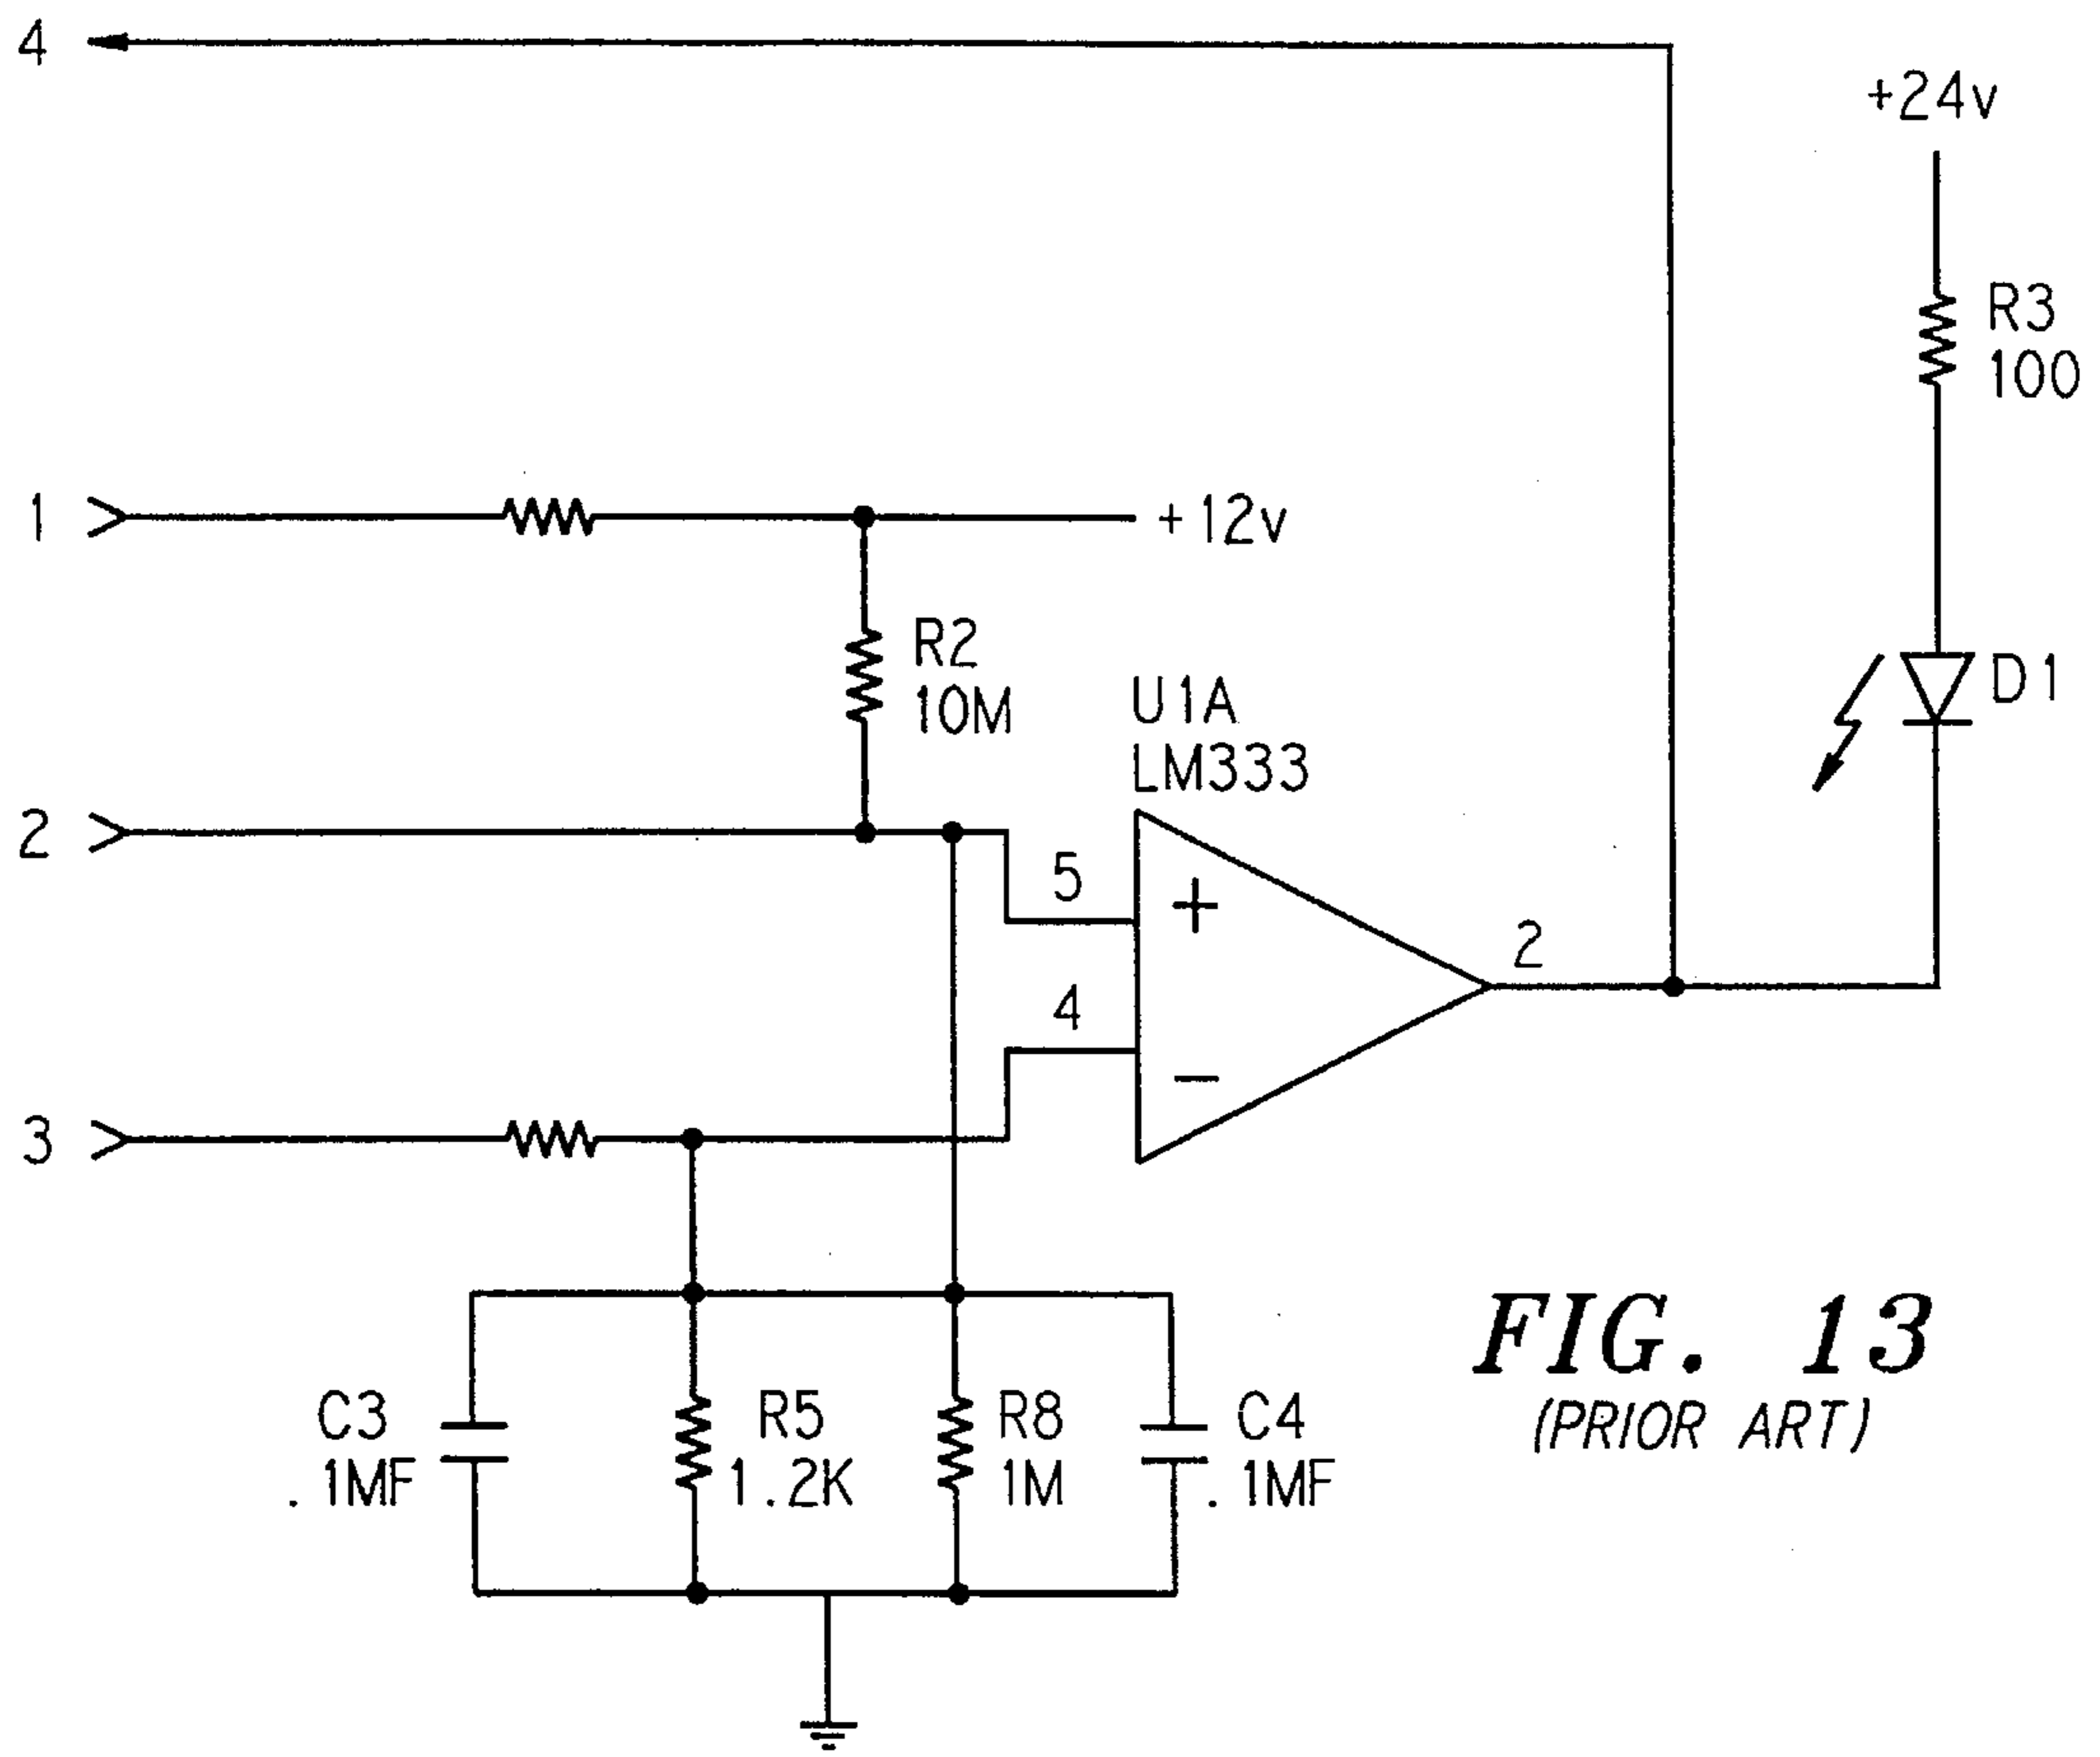 4
+24v
R3
100
1
+12v
R2
10M
U1A
LM333
D1
2
5
+
2
4
−
3
FIG. 13
(PRIOR ART)
C3
.1MF
R5
1.2K
R8
1M
C4
.1MF